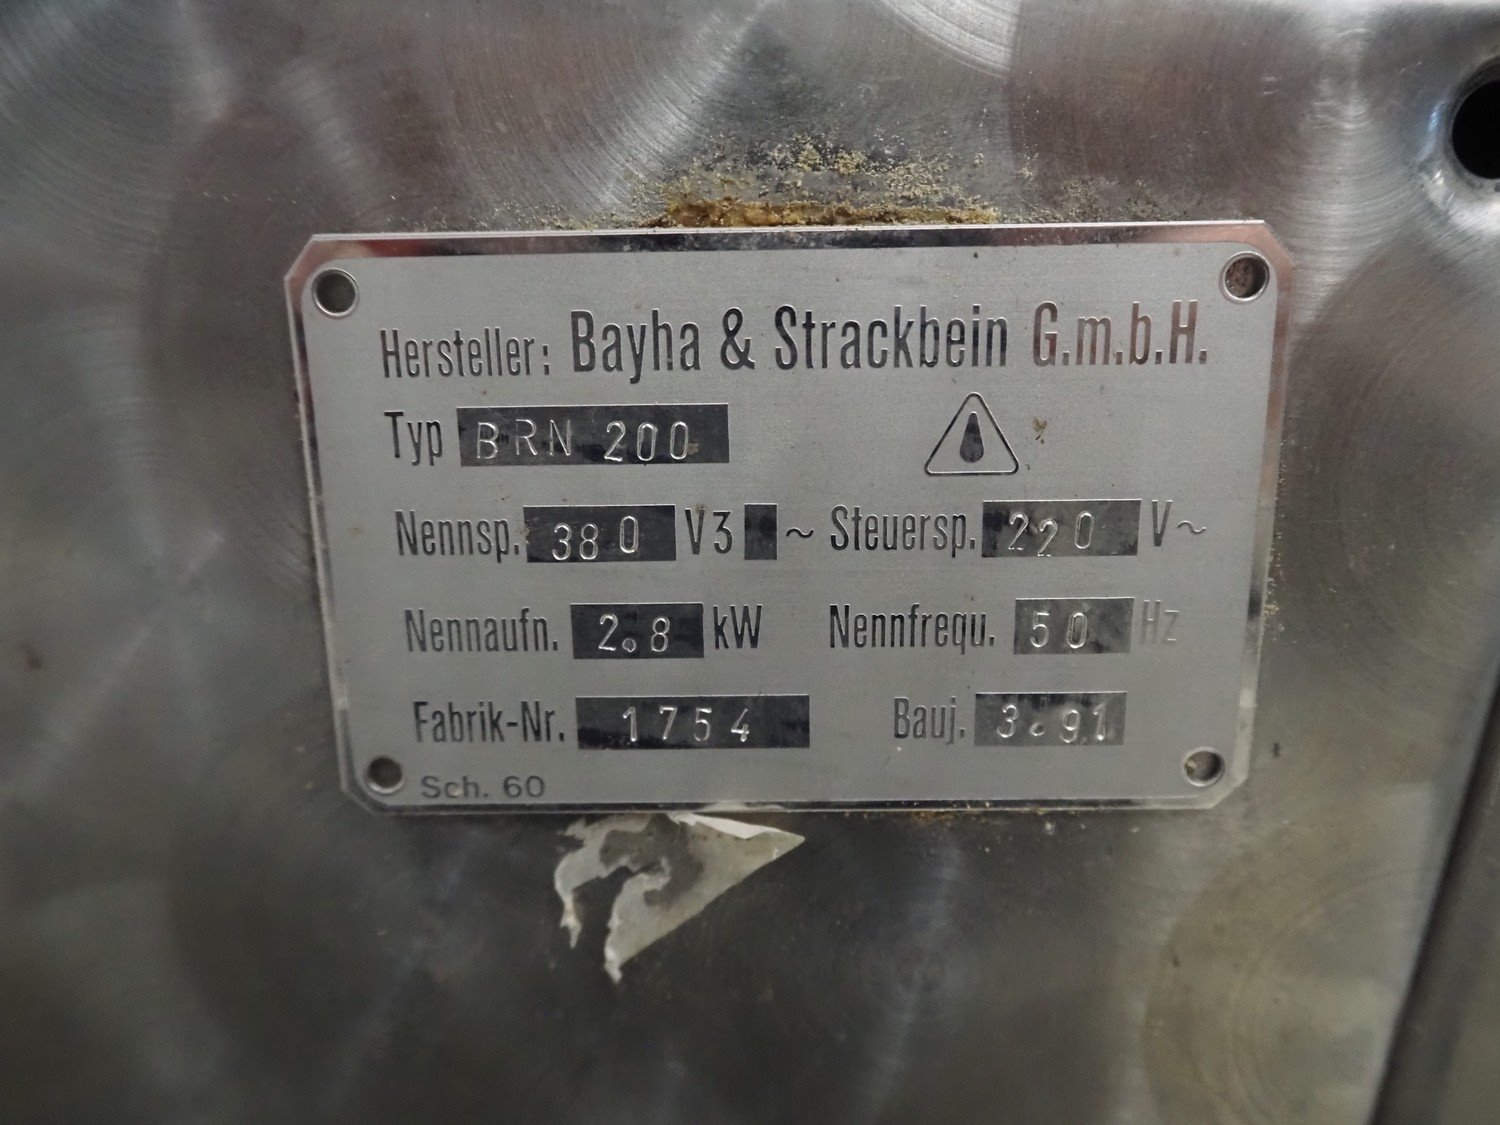 Hersteller: Bayha & Strackbein G.m.b.H.
Typ BRN 200
Nennsp. 380 V3 ~ Steuersp. 220 V~
Nennaufn. 2.8 kW Nennfrequ. 50 Hz
Fabrik-Nr. 1754 Bauj. 3.91
Sch. 60